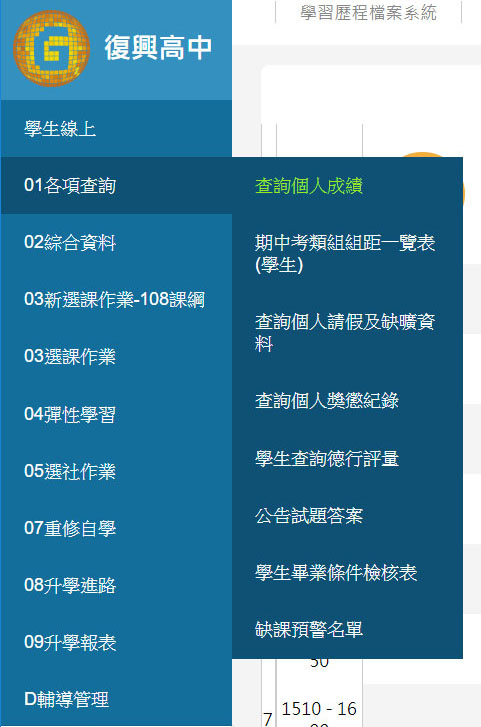 學習歷程檔案系統
復興高中
學生線上
01各項查詢
02綜合資料
03新選課作業-108課綱
03選課作業
04彈性學習
05選社作業
07重修自學
08升學進路
09升學報表
D輔導管理
查詢個人成績
期中考類組組距一覽表
(學生)
查詢個人請假及缺曠資
料
查詢個人獎懲紀錄
學生查詢德行評量
公告試題答案
學生畢業條件檢核表
缺課預警名單
50
7
1510 - 16